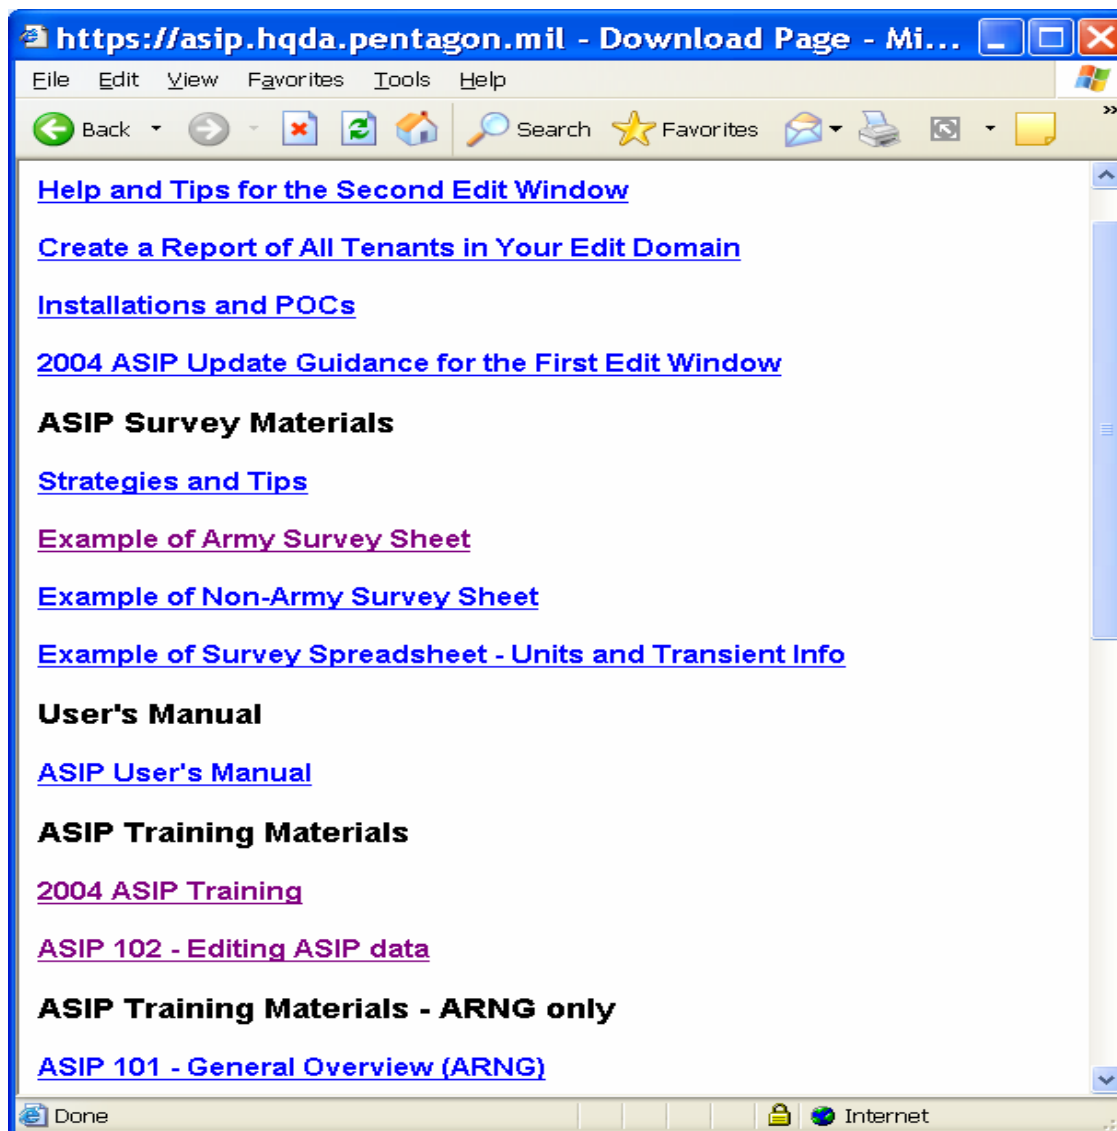 https://asip.hqda.pentagon.mil - Download Page - Mi...
File Edit View Favorites Tools Help
Back Search Favorites »
Help and Tips for the Second Edit Window
Create a Report of All Tenants in Your Edit Domain
Installations and POCs
2004 ASIP Update Guidance for the First Edit Window
ASIP Survey Materials
Strategies and Tips
Example of Army Survey Sheet
Example of Non-Army Survey Sheet
Example of Survey Spreadsheet - Units and Transient Info
User's Manual
ASIP User's Manual
ASIP Training Materials
2004 ASIP Training
ASIP 102 - Editing ASIP data
ASIP Training Materials - ARNG only
ASIP 101 - General Overview (ARNG)
Done Internet